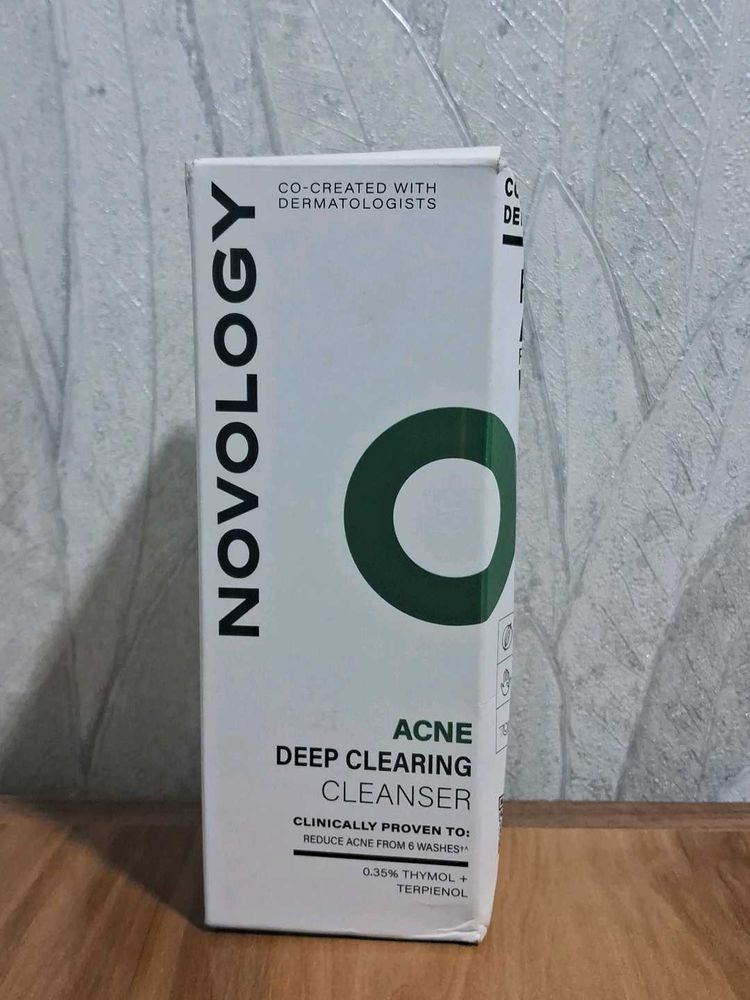 NOVOLOGY
CO-CREATED WITH
DERMATOLOGISTS
ACNE
DEEP CLEARING
CLEANSER
CLINICALLY PROVEN TO:
REDUCE ACNE FROM 6 WASHES†^
0.35% THYMOL +
TERPIENOL